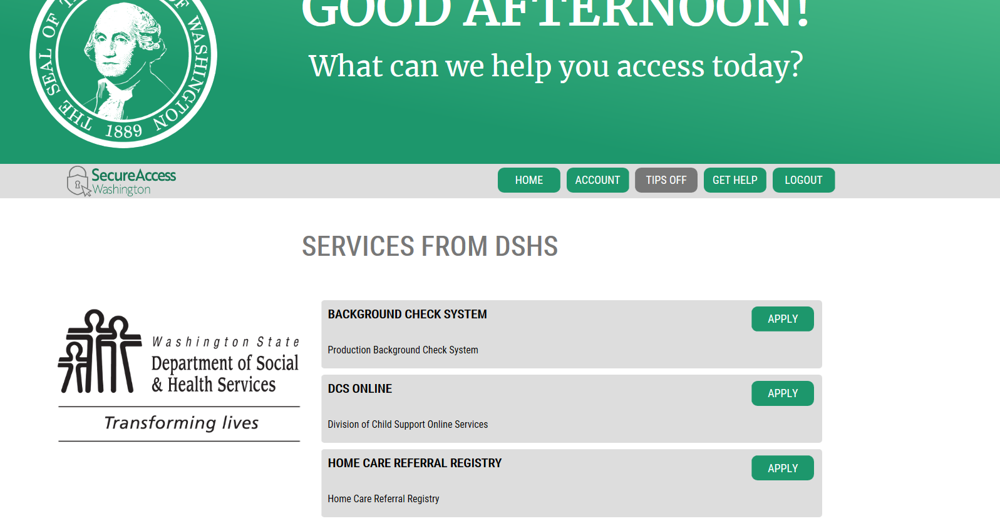 GOOD AFTERNOON!
What can we help you access today?
THE SEAL OF T OF WASHINGTON
1889
SecureAccess
Washington
HOME
ACCOUNT
TIPS OFF
GET HELP
LOGOUT
SERVICES FROM DSHS
Washington State
Department of Social
& Health Services
Transforming lives
BACKGROUND CHECK SYSTEM
APPLY
Production Background Check System
DCS ONLINE
APPLY
Division of Child Support Online Services
HOME CARE REFERRAL REGISTRY
APPLY
Home Care Referral Registry